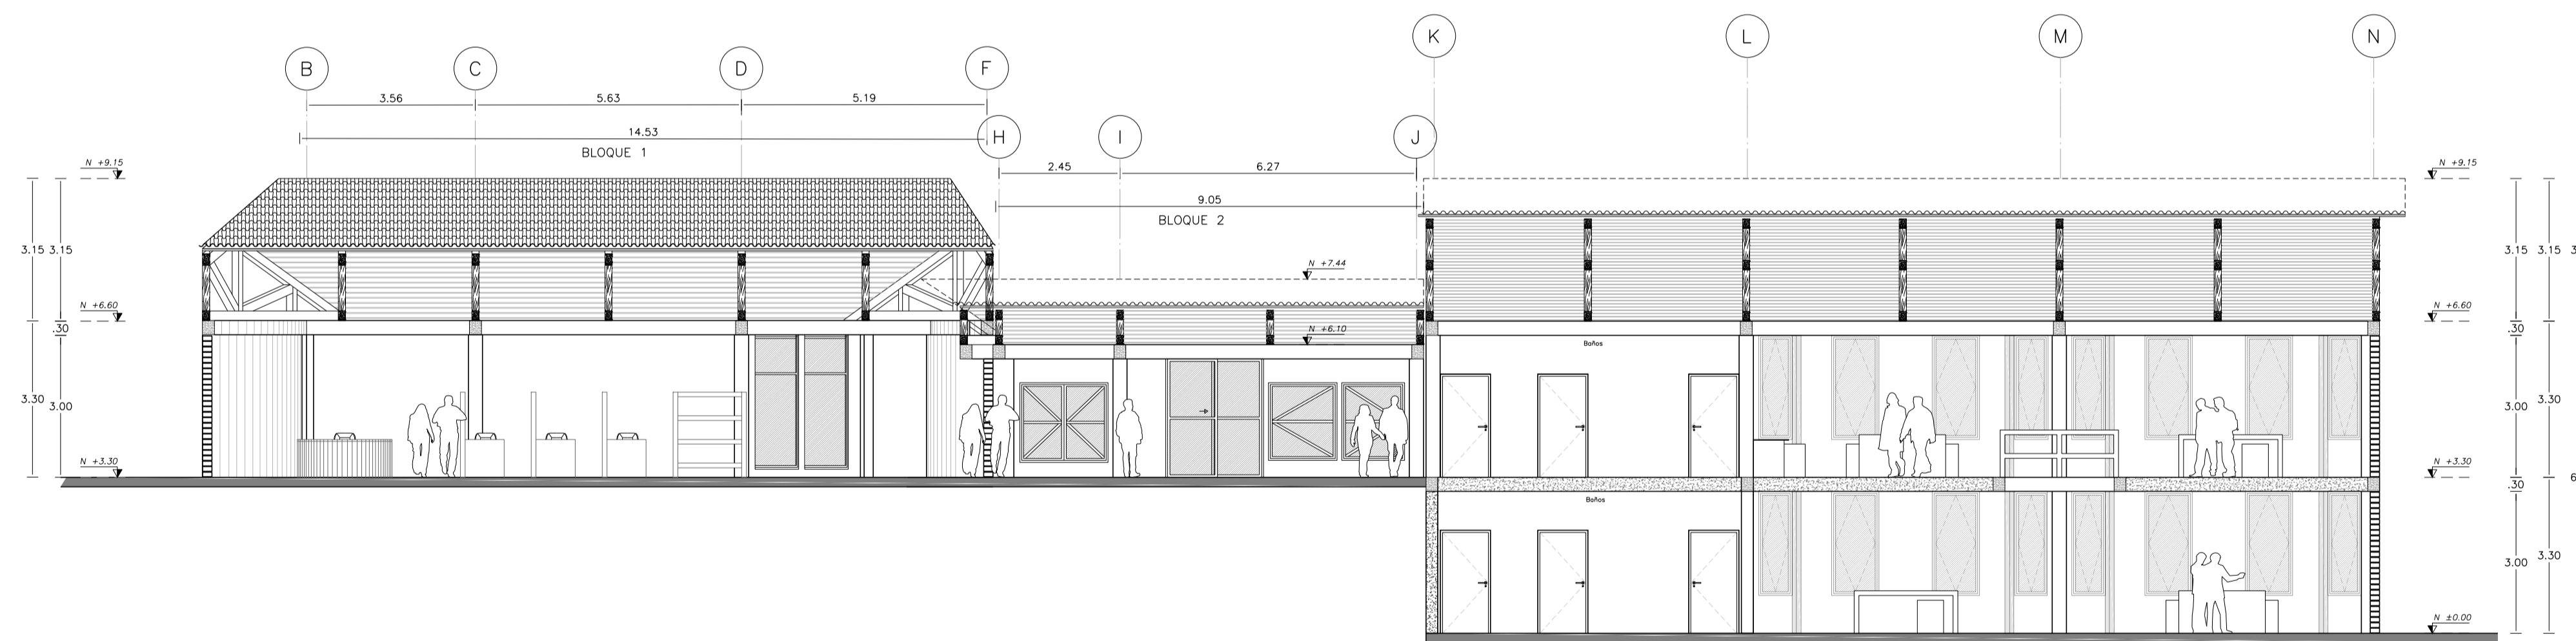 K L M N
B C D F
3.56 5.63 5.19
14.53
BLOQUE 1
H I J
2.45 6.27
9.05
BLOQUE 2
N +9.15
N +9.15
N +7.44
3.15 3.15
3.15 3.15 3
N +6.60
N +6.60
N +6.10
.30
.30
Baños
3.30 3.00
3.00 3.30
N +3.30
N +3.30
.30 6
Baños
3.00 3.30
N ±0.00